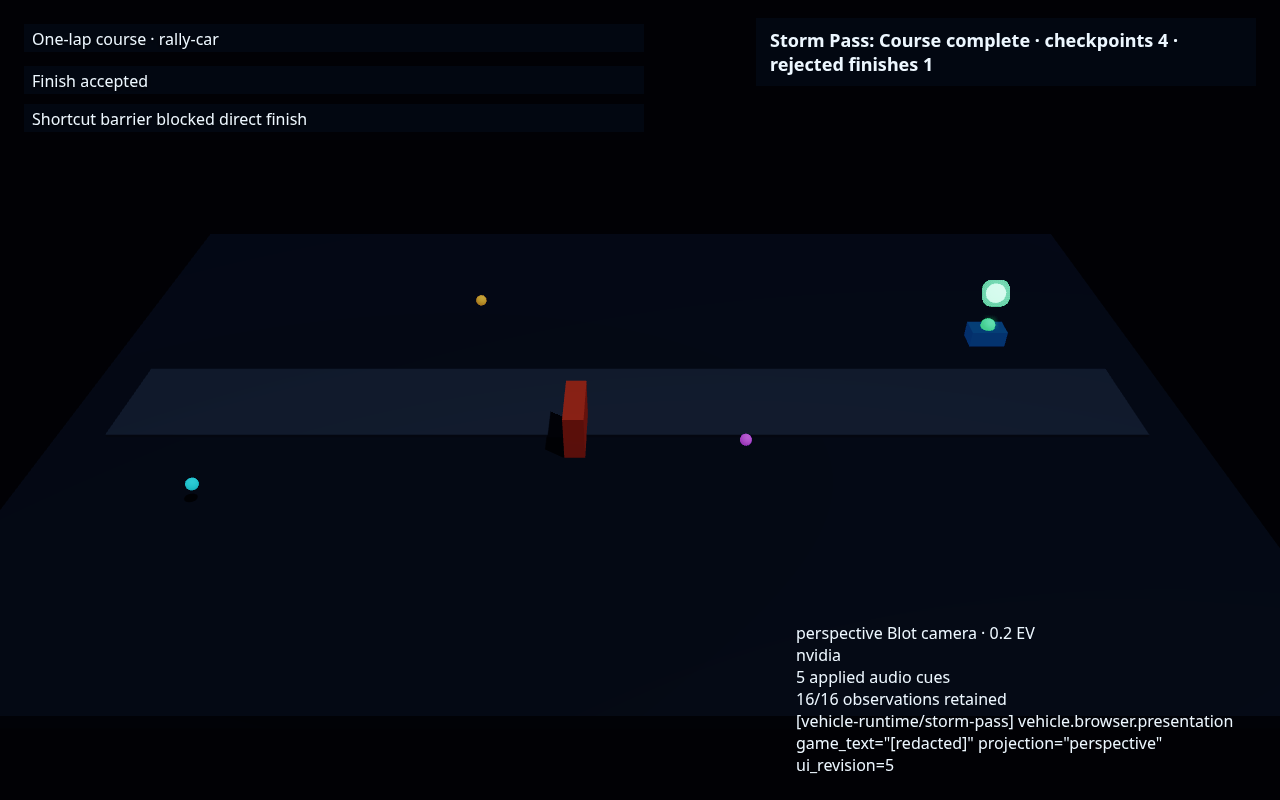 One-lap course · rally-car
Finish accepted
Shortcut barrier blocked direct finish
Storm Pass: Course complete · checkpoints 4 ·
rejected finishes 1
perspective Blot camera · 0.2 EV
nvidia
5 applied audio cues
16/16 observations retained
[vehicle-runtime/storm-pass] vehicle.browser.presentation
game_text="[redacted]" projection="perspective"
ui_revision=5